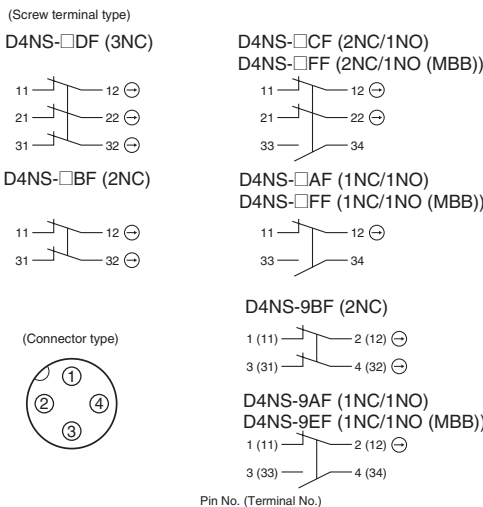 (Screw terminal type)
D4NS-□DF (3NC)
11 12
21 22
31 32
D4NS-□BF (2NC)
11 12
31 32
(Connector type)
1
2 4
3
D4NS-□CF (2NC/1NO)
D4NS-□FF (2NC/1NO (MBB))
11 12
21 22
33 34
D4NS-□AF (1NC/1NO)
D4NS-□FF (1NC/1NO (MBB))
11 12
33 34
D4NS-9BF (2NC)
1 (11) 2 (12)
3 (31) 4 (32)
D4NS-9AF (1NC/1NO)
D4NS-9EF (1NC/1NO (MBB))
1 (11) 2 (12)
3 (33) 4 (34)
Pin No. (Terminal No.)